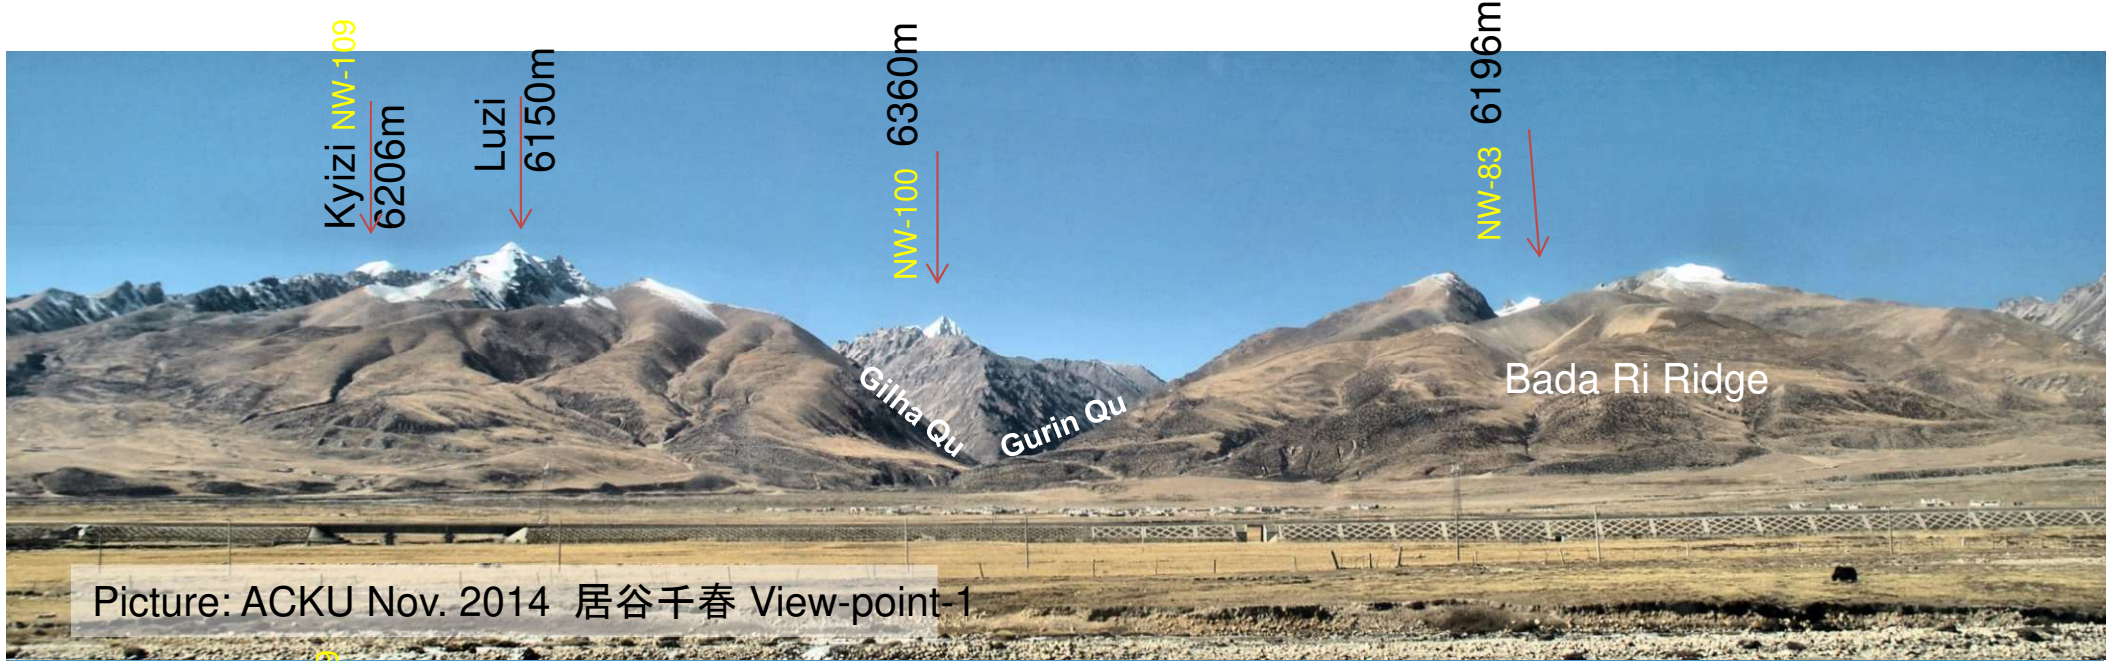 Kyizi NW-109
6206m
Luzi
6150m
NW-100 6360m
NW-83 6196m
Gilha Qu
Gurin Qu
Bada Ri Ridge
Picture: ACKU Nov. 2014 居谷千春 View-point-1